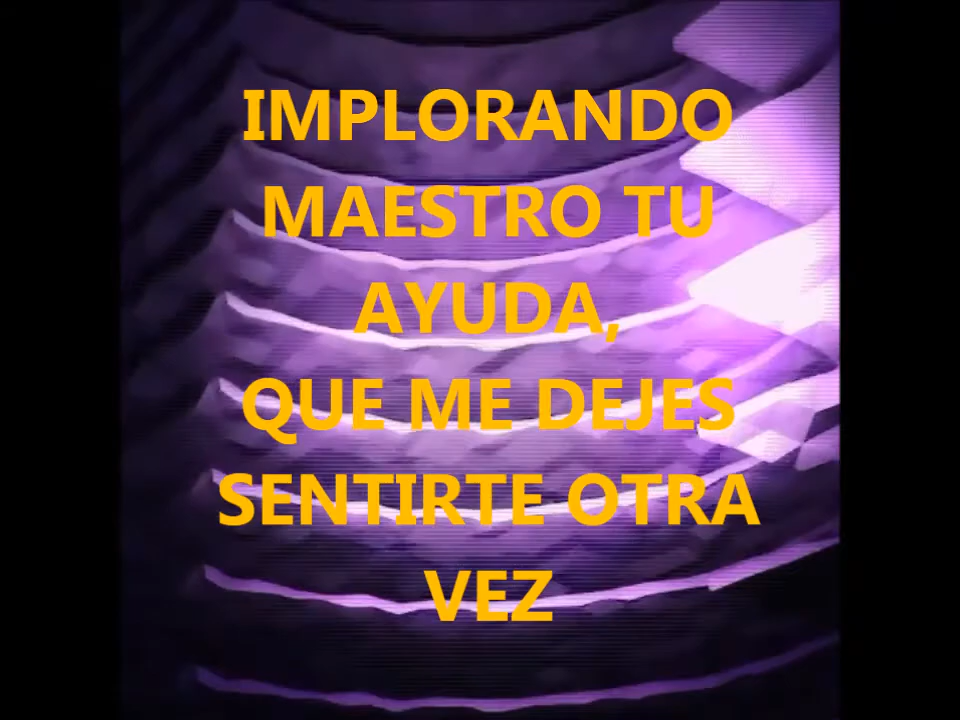 IMPLORANDO
MAESTRO TU
AYUDA,
QUE ME DEJES
SENTIRTE OTRA
VEZ